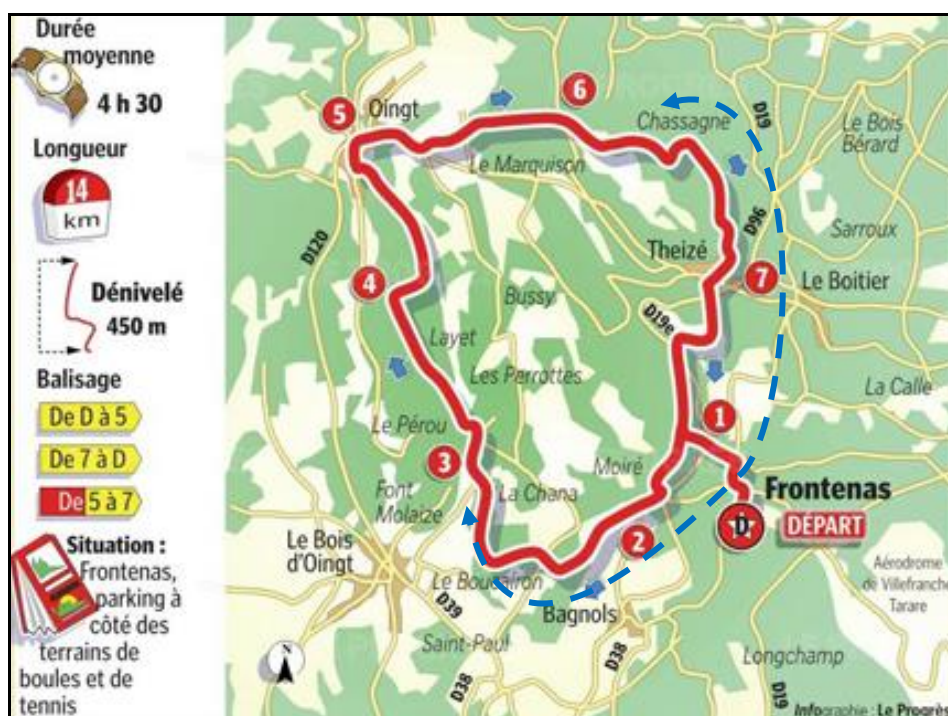 Durée
moyenne
4 h 30
Longueur
14
km
Dénivelé
450 m
Balisage
De D à 5
De 7 à D
De 5 à 7
Situation :
Frontenas,
parking à
côté des
terrains de
boules et de
tennis
5
Oingt
6
Chassagne
D19
Le Bois
Bérard
Le Marquison
D120
D96
Sarroux
Theizé
7
Le Boitier
4
Bussy
D19e
Layet
Les Perrottes
La Calle
Le Pérou
1
3
Moiré
Frontenas
D
DÉPART
Font
Molaize
La Chana
2
Le Bois
d'Oingt
Le Boucairon
Aérodrome
de Villefranche
Tarare
D39
Bagnols
Saint-Paul
D38
D38
Longchamp
N
D19
Infographie : Le Progrès